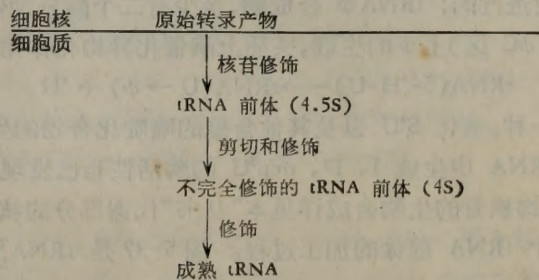 细胞核 原始转录产物
细胞质
核苷修饰
tRNA 前体 (4.5S)
剪切和修饰
不完全修饰的 tRNA 前体 (4S)
修饰
成熟 tRNA